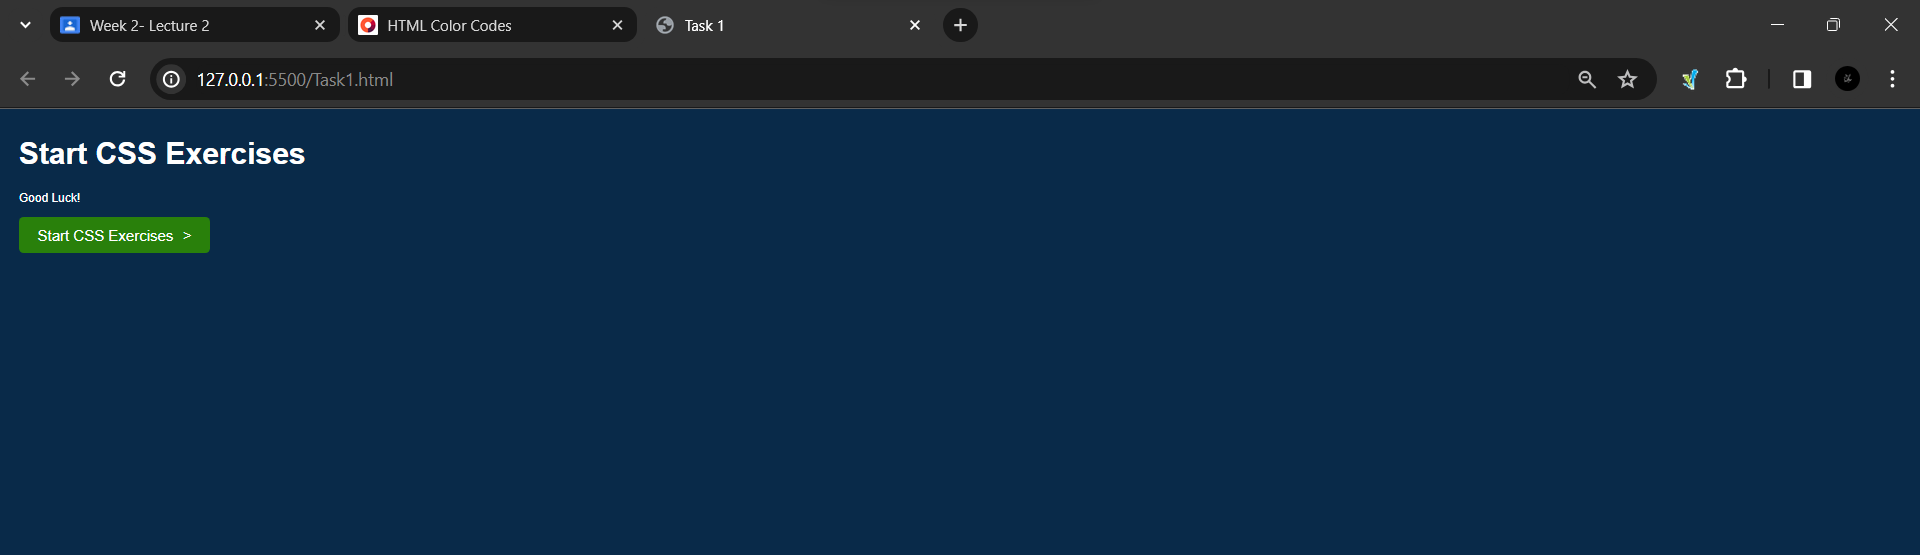 Week 2- Lecture 2
HTML Color Codes
Task 1
127.0.0.1:5500/Task1.html
Start CSS Exercises
Good Luck!
Start CSS Exercises >